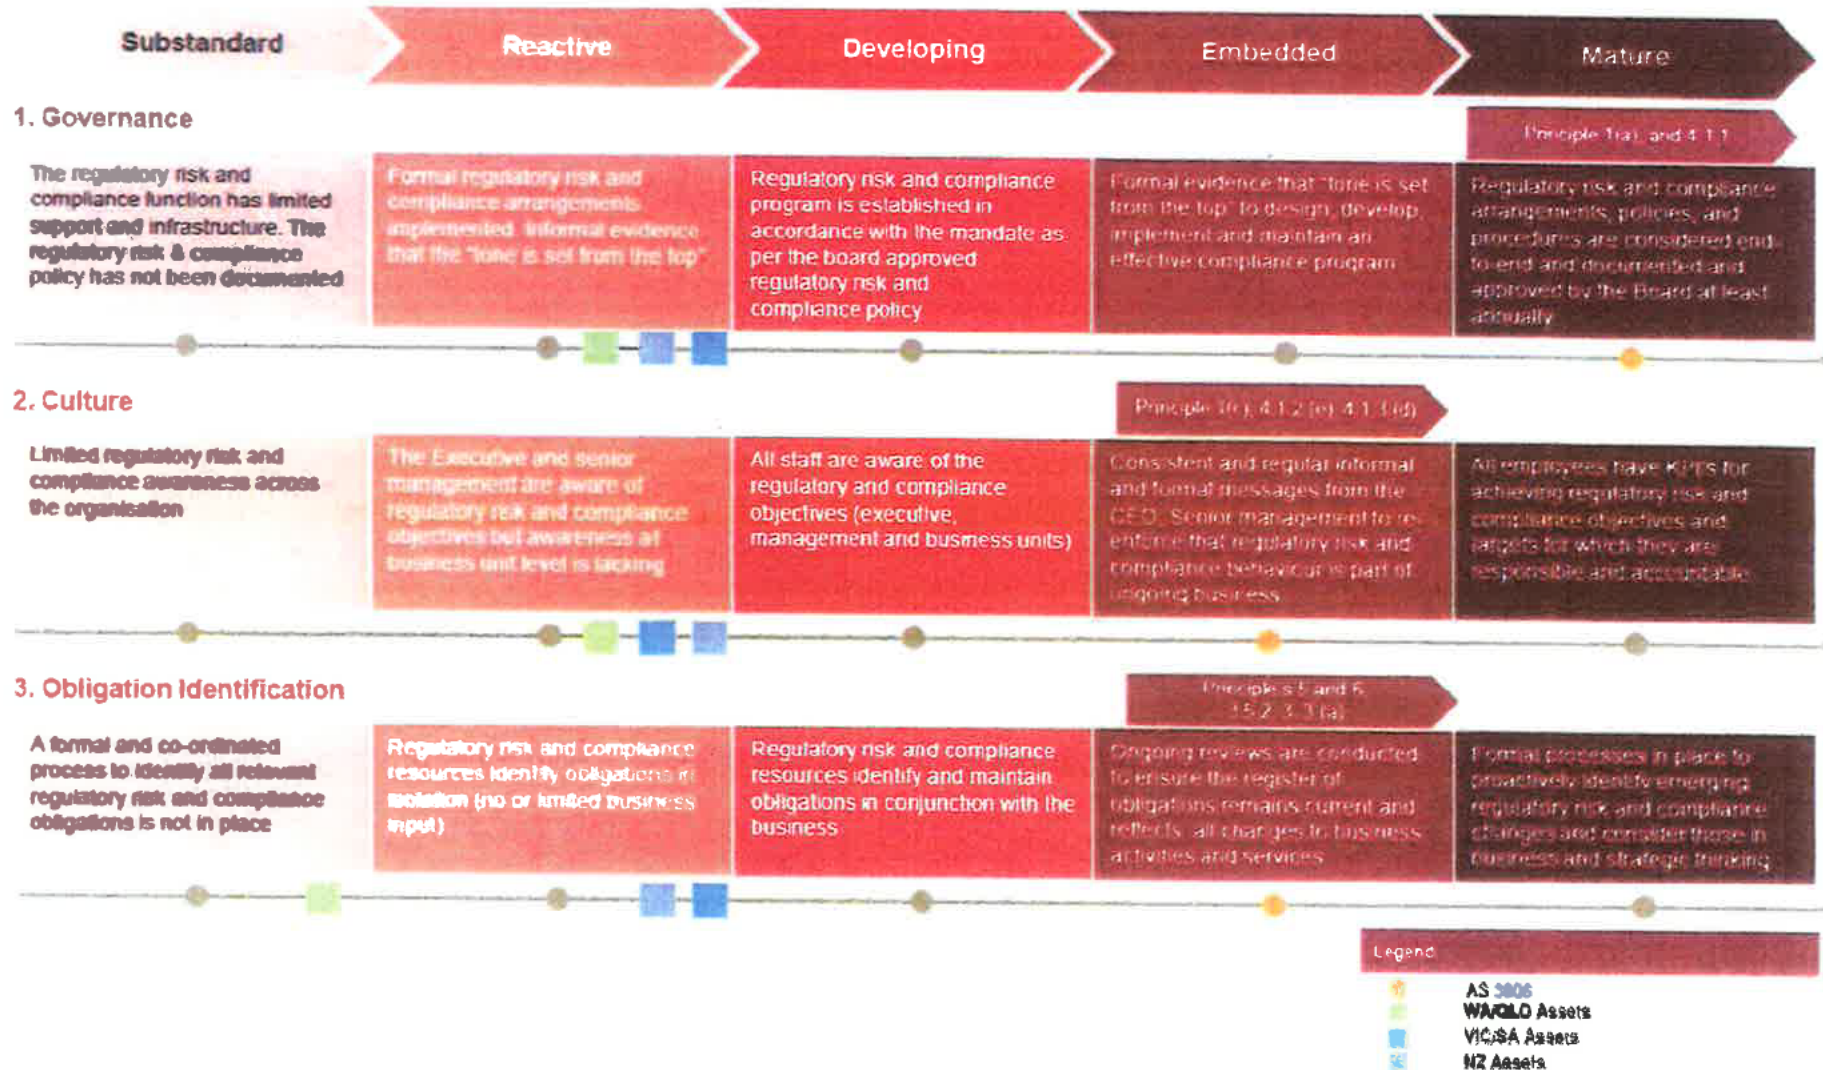 Substandard
Reactive
Developing
Embedded
Mature
1. Governance
Principle 1(a), and 4.1.1
The regulatory risk and
compliance function has limited
support and infrastructure. The
regulatory risk & compliance
policy has not been documented
Formal regulatory risk and
compliance arrangements
implemented. Informal evidence
that the "tone is set from the top"
Regulatory risk and compliance
program is established in
accordance with the mandate as
per the board approved
regulatory risk and
compliance policy
Formal evidence that "tone is set
from the top" to design, develop,
implement and maintain an
effective compliance program
Regulatory risk and compliance
arrangements, policies, and
procedures are considered end-
to-end and documented and
approved by the Board at least
annually
2. Culture
Principle 4.1.2 (e) 4.1.3 (d)
Limited regulatory risk and
compliance awareness across
the organisation
The Executive and senior
management are aware of
regulatory risk and compliance
objectives but awareness at
business unit level is lacking
All staff are aware of the
regulatory and compliance
objectives (executive,
management and business units)
Consistent and regular informal
and formal messages from the
CEO, Senior management to re-
enforce that regulatory risk and
compliance behaviour is part of
ongoing business
All employees have for
achieving regulatory risk and
compliance objectives and
targets for which they are
responsible and accountable
3. Obligation Identification
Principle s 5 and 6
A formal and co-ordinated
process to identify all relevant
regulatory risk and compliance
obligations is not in place
Regulatory risk and compliance
resources identify obligations in
isolation (no or limited business
input)
Regulatory risk and compliance
resources identify and maintain
obligations in conjunction with the
business
Ongoing reviews are conducted
to ensure the register of
obligations remains current and
reflects all changes to business
activities and services
Formal processes in place to
proactively identify emerging
regulatory risk and compliance
changes and consider those in
business and strategic thinking
Legend
AS 3806
WA/QLD Assets
VIC/SA Assets
NZ Assets